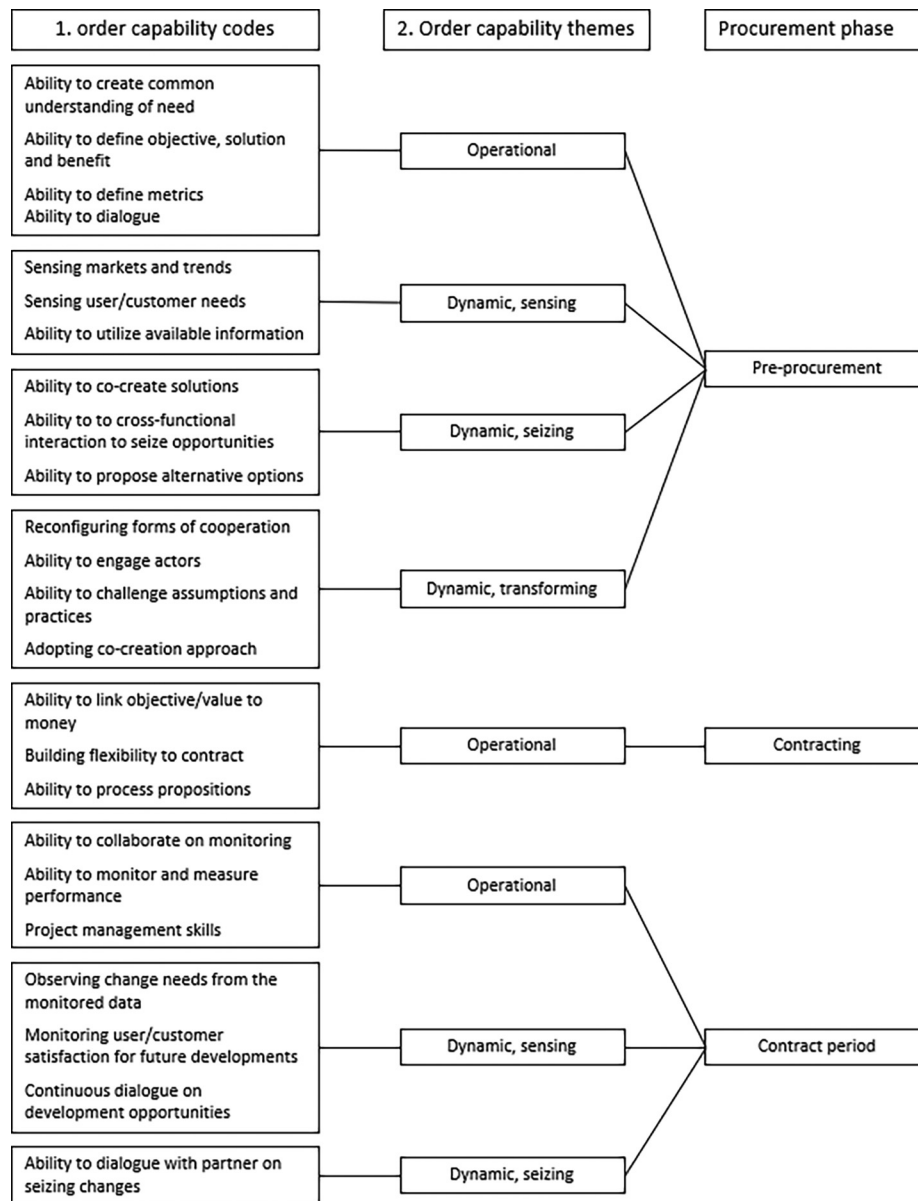 1. order capability codes
2. Order capability themes
Procurement phase
Ability to create common
understanding of need
Ability to define objective, solution
and benefit
Ability to define metrics
Ability to dialogue
Operational
Sensing markets and trends
Sensing user/customer needs
Ability to utilize available information
Dynamic, sensing
Pre-procurement
Ability to co-create solutions
Ability to to cross-functional
interaction to seize opportunities
Ability to propose alternative options
Dynamic, seizing
Reconfiguring forms of cooperation
Ability to engage actors
Ability to challenge assumptions and
practices
Adopting co-creation approach
Dynamic, transforming
Ability to link objective/value to
money
Building flexibility to contract
Ability to process propositions
Operational
Contracting
Ability to collaborate on monitoring
Ability to monitor and measure
performance
Project management skills
Operational
Observing change needs from the
monitored data
Monitoring user/customer
satisfaction for future developments
Continuous dialogue on
development opportunities
Dynamic, sensing
Contract period
Ability to dialogue with partner on
seizing changes
Dynamic, seizing